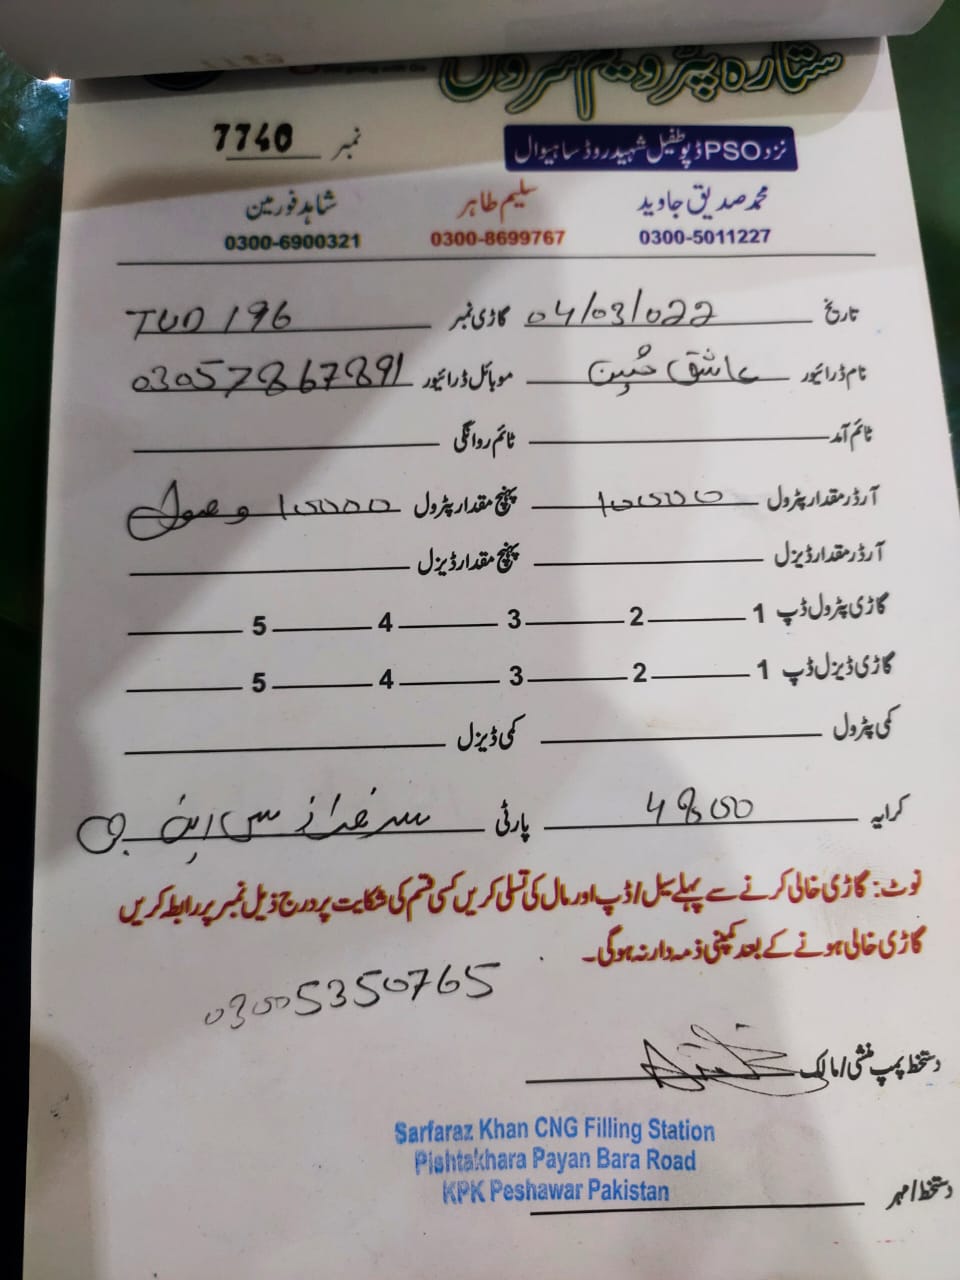 ستارہ پٹرولیم سروس
نزد PSO ڈپو طفیل شہید روڈ ساہیوال
نمبر 7740
محمد صدیق جاوید سلیم طاہر شاہد فورمین
0300-5011227 0300-8699767 0300-6900321
تاریخ 04/03/022 گاڑی نمبر TUD 196
نام ڈرائیور عاشق حسین موبائل ڈرائیور 03057867891
ٹائم آمد ٹائم روانگی
آرڈر مقدار پٹرول 10000 پہنچ مقدار پٹرول 10000 وصول
آرڈر مقدار ڈیزل پہنچ مقدار ڈیزل
گاڑی پٹرول ڈپ 1 2 3 4 5
گاڑی ڈیزل ڈپ 1 2 3 4 5
کمی پٹرول کمی ڈیزل
کرایہ 4800 پارٹی سرفراز سی این جی
نوٹ: گاڑی خالی کرنے سے پہلے سیل/ڈپ اور مال کی تسلی کریں کسی قسم کی شکایت پر درج ذیل نمبر پر رابطہ کریں
گاڑی خالی ہونے کے بعد کمپنی ذمہ دار نہ ہوگی۔
03005350765
دستخط پمپ منشی/مالک
Sarfaraz Khan CNG Filling Station
Pishtakhara Payan Bara Road
KPK Peshawar Pakistan
دستخط/مہر